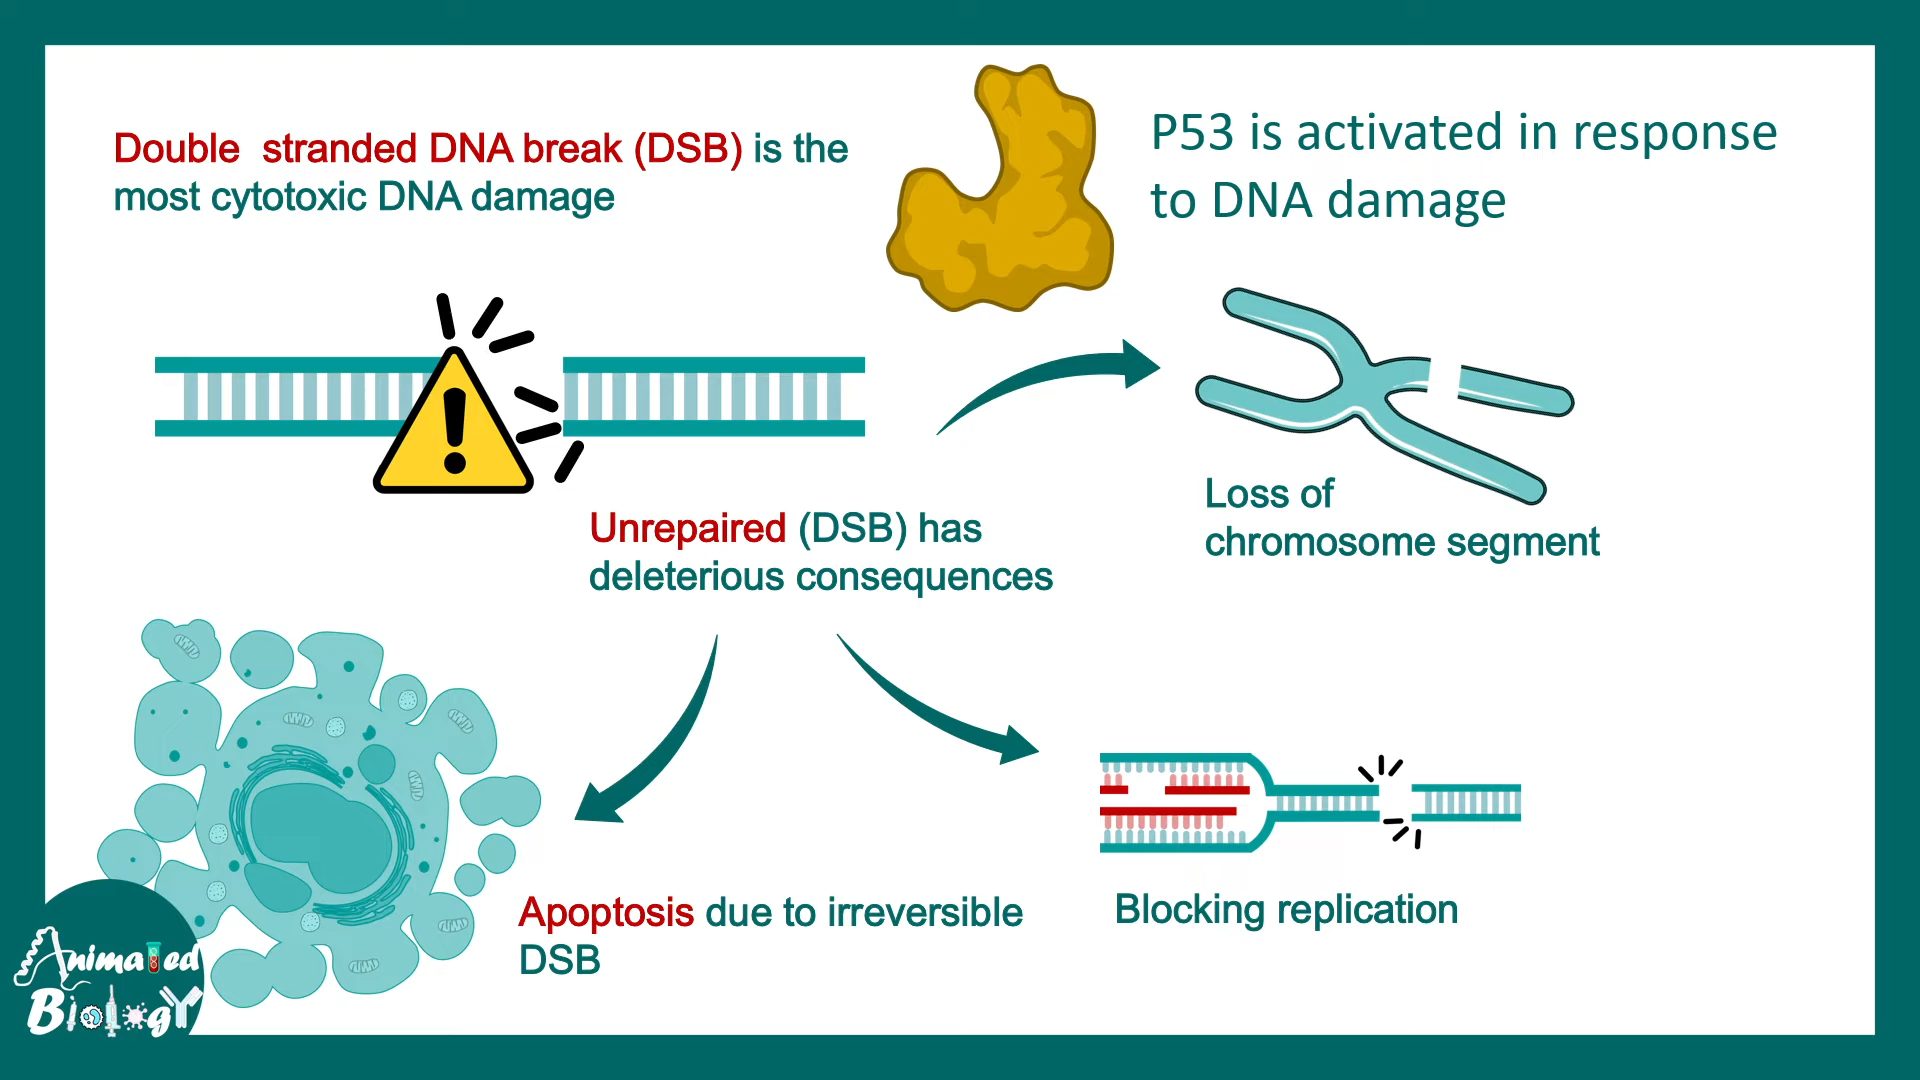 Double stranded DNA break (DSB) is the
most cytotoxic DNA damage
P53 is activated in response
to DNA damage
Unrepaired (DSB) has
deleterious consequences
Loss of
chromosome segment
Apoptosis due to irreversible
DSB
Blocking replication
Animated
Biology